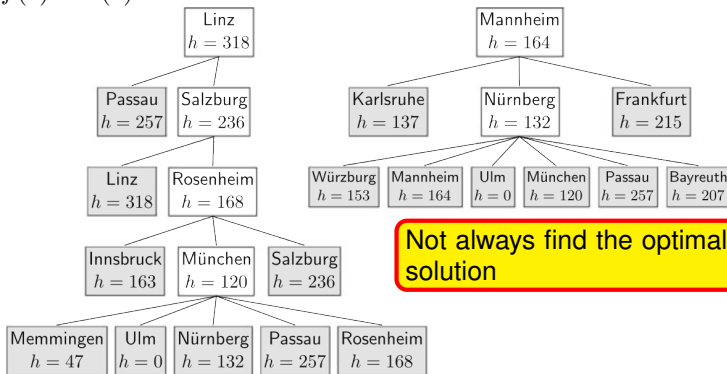 Linz
h = 318
Passau
h = 257
Salzburg
h = 236
Linz
h = 318
Rosenheim
h = 168
Innsbruck
h = 163
München
h = 120
Salzburg
h = 236
Memmingen
h = 47
Ulm
h = 0
Nürnberg
h = 132
Passau
h = 257
Rosenheim
h = 168
Mannheim
h = 164
Karlsruhe
h = 137
Nürnberg
h = 132
Frankfurt
h = 215
Würzburg
h = 153
Mannheim
h = 164
Ulm
h = 0
München
h = 120
Passau
h = 257
Bayreuth
h = 207
Not always find the optimal
solution